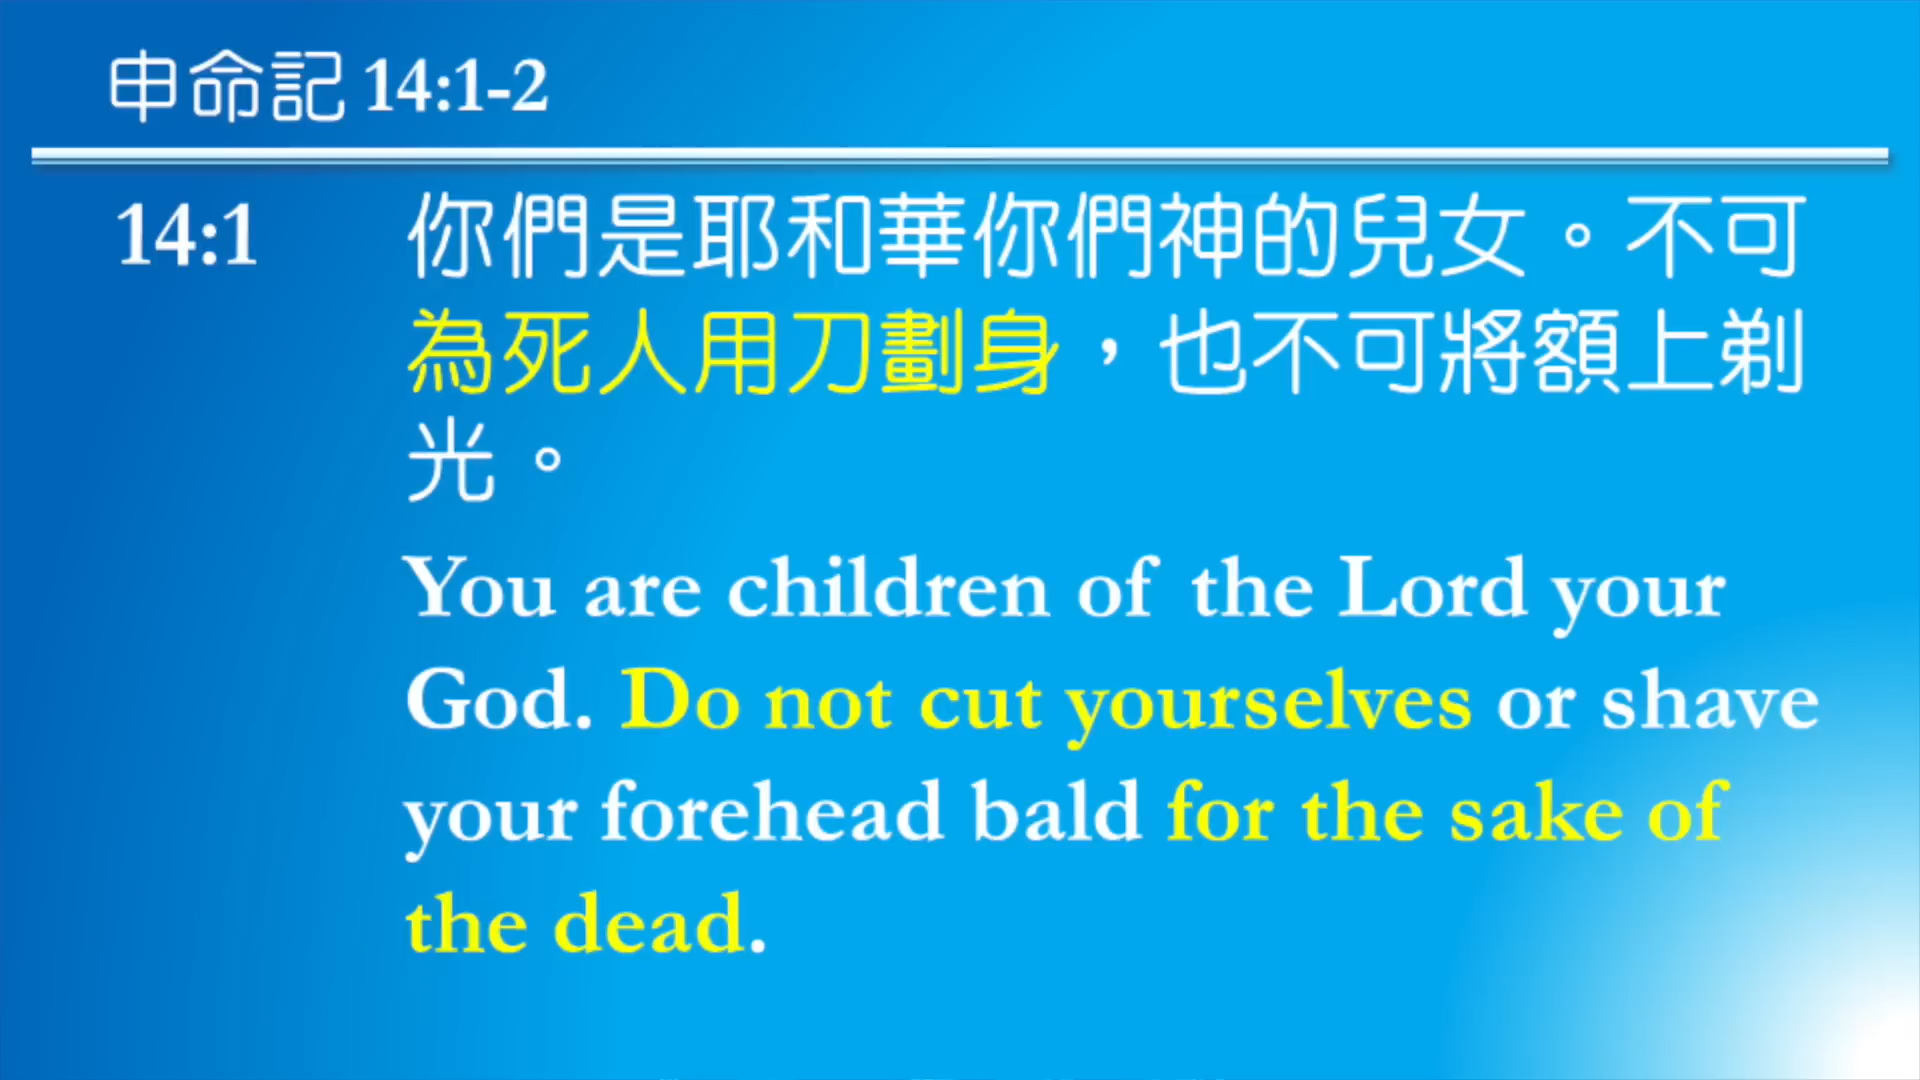 申命記 14:1-2
14:1 你們是耶和華你們神的兒女。不可
為死人用刀劃身，也不可將額上剃
光。
You are children of the Lord your
God. Do not cut yourselves or shave
your forehead bald for the sake of
the dead.